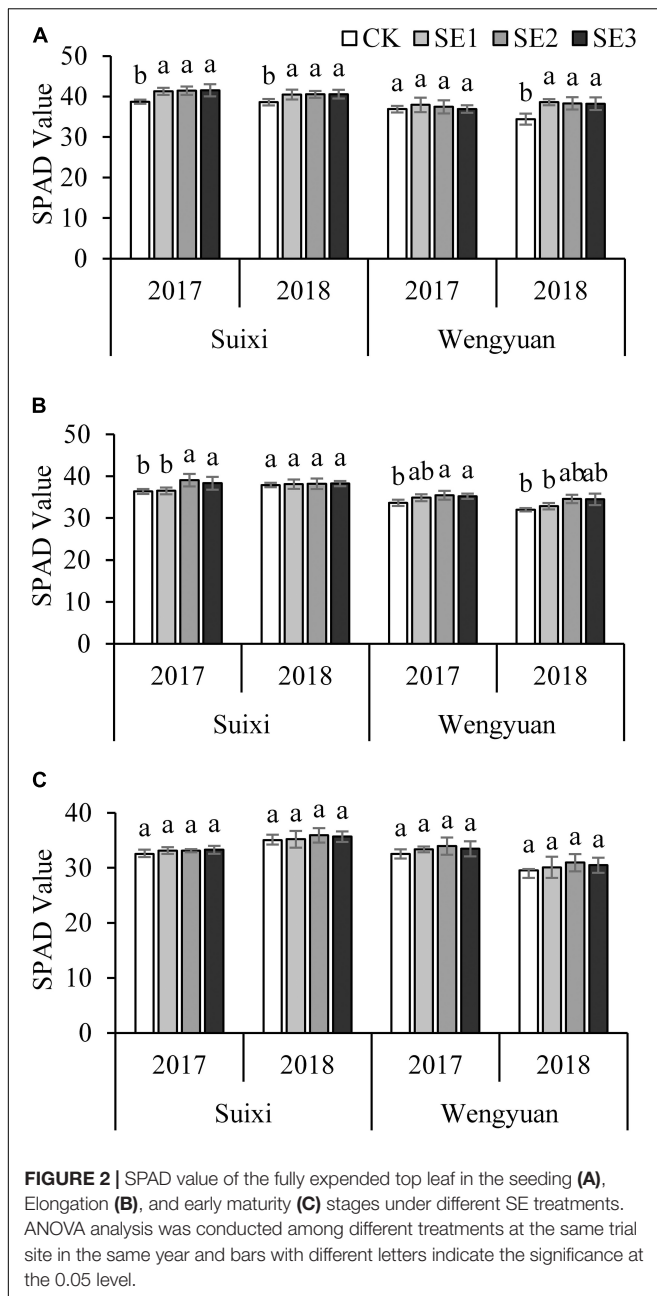 A
CK SE1 SE2 SE3
50
40
30
20
10
0
SPAD Value
b a a a b a a a a a a a b a a a
2017 2018 2017 2018
Suixi Wengyuan
B
50
40
30
20
10
0
SPAD Value
b b a a a a a a b ab a a b b ab ab
2017 2018 2017 2018
Suixi Wengyuan
C
40
30
20
10
0
SPAD Value
a a a a a a a a a a a a a a a a
2017 2018 2017 2018
Suixi Wengyuan
FIGURE 2 | SPAD value of the fully expended top leaf in the seeding (A),
Elongation (B), and early maturity (C) stages under different SE treatments.
ANOVA analysis was conducted among different treatments at the same trial
site in the same year and bars with different letters indicate the significance at
the 0.05 level.